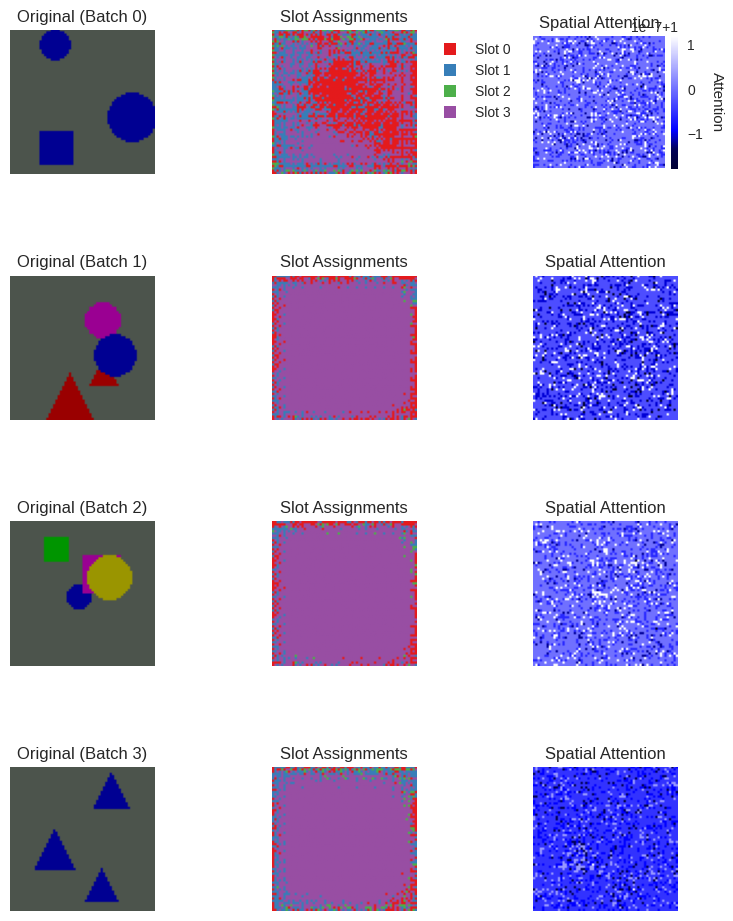 Original (Batch 0)
Slot Assignments
Slot 0
Slot 1
Slot 2
Slot 3
Spatial Attention
1e−7+1
1
0
−1
Attention
Original (Batch 1)
Slot Assignments
Spatial Attention
Original (Batch 2)
Slot Assignments
Spatial Attention
Original (Batch 3)
Slot Assignments
Spatial Attention